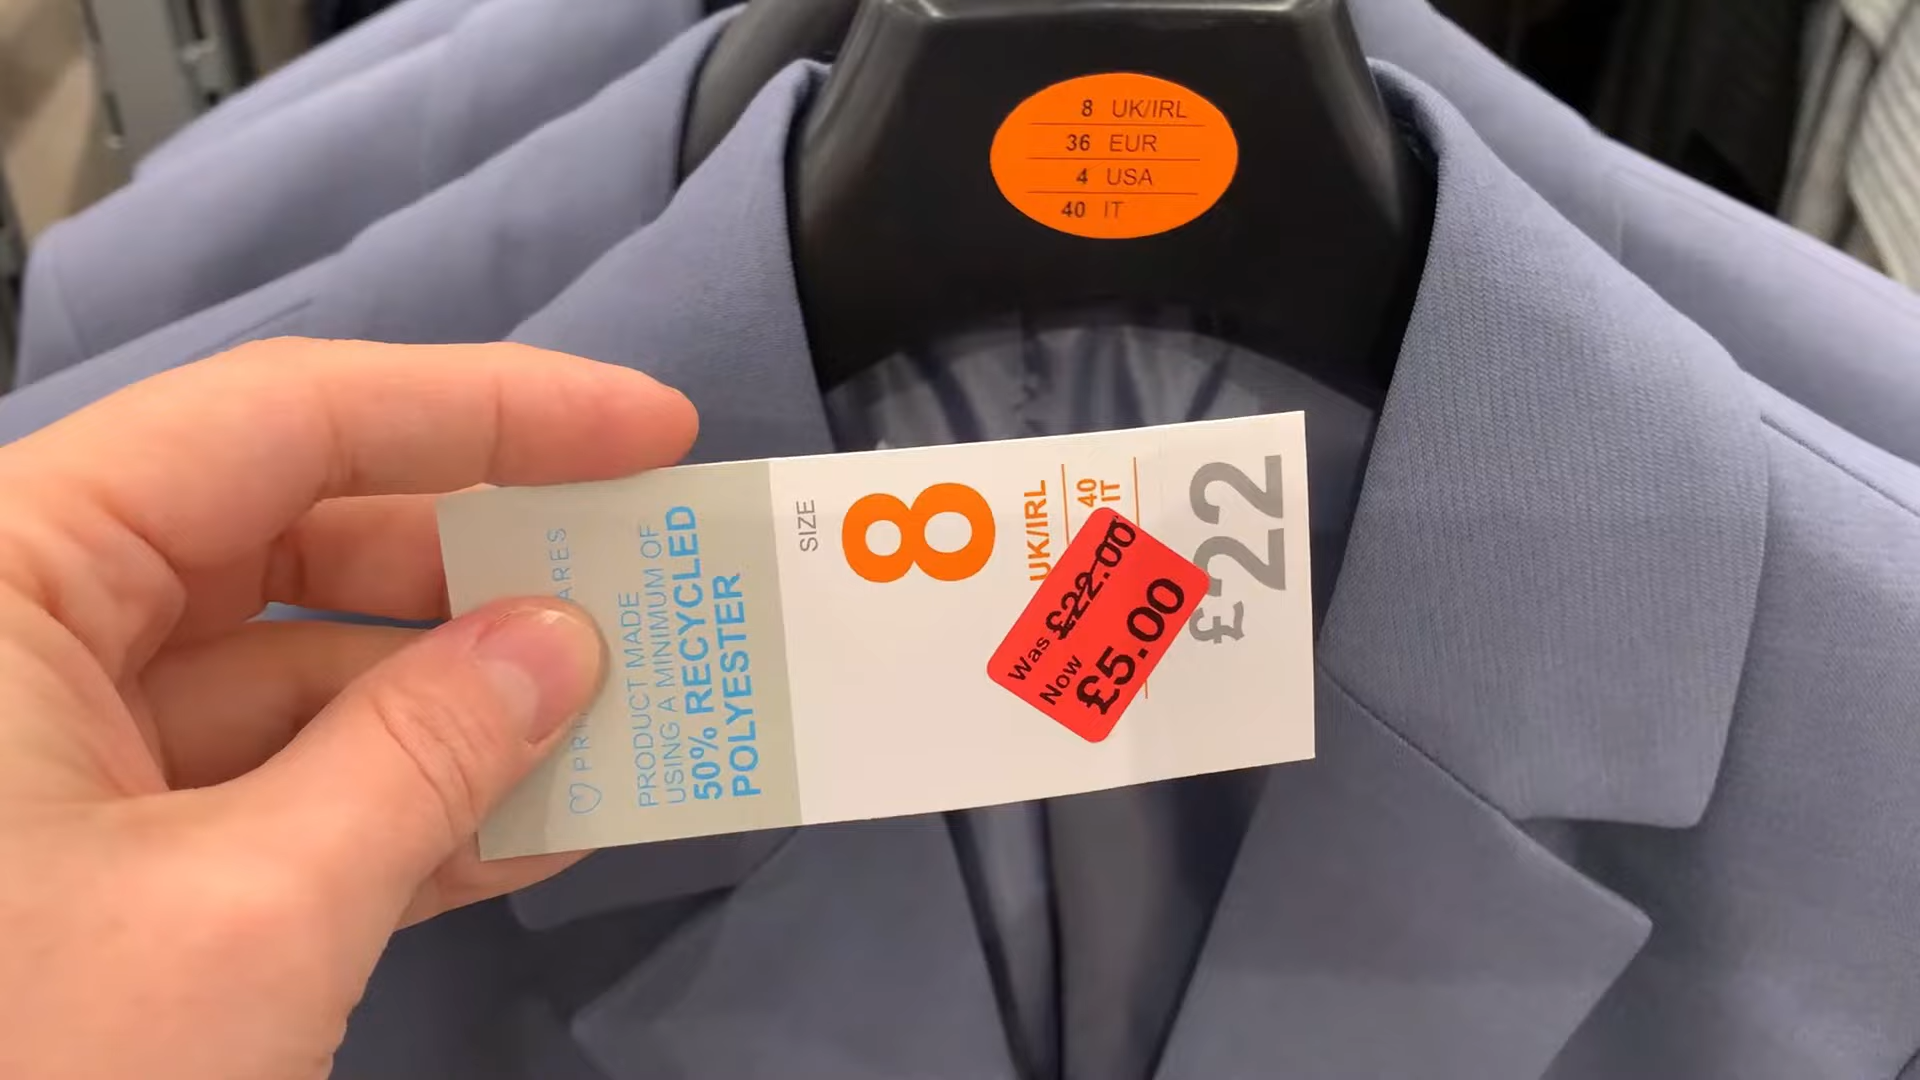 8 UK/IRL
36 EUR
4 USA
40 IT
ARES
PRODUCT MADE
USING A MINIMUM OF
50% RECYCLED
POLYESTER
SIZE
8
UK/IRL
40
IT
Was £22.00
Now
£5.00
£22